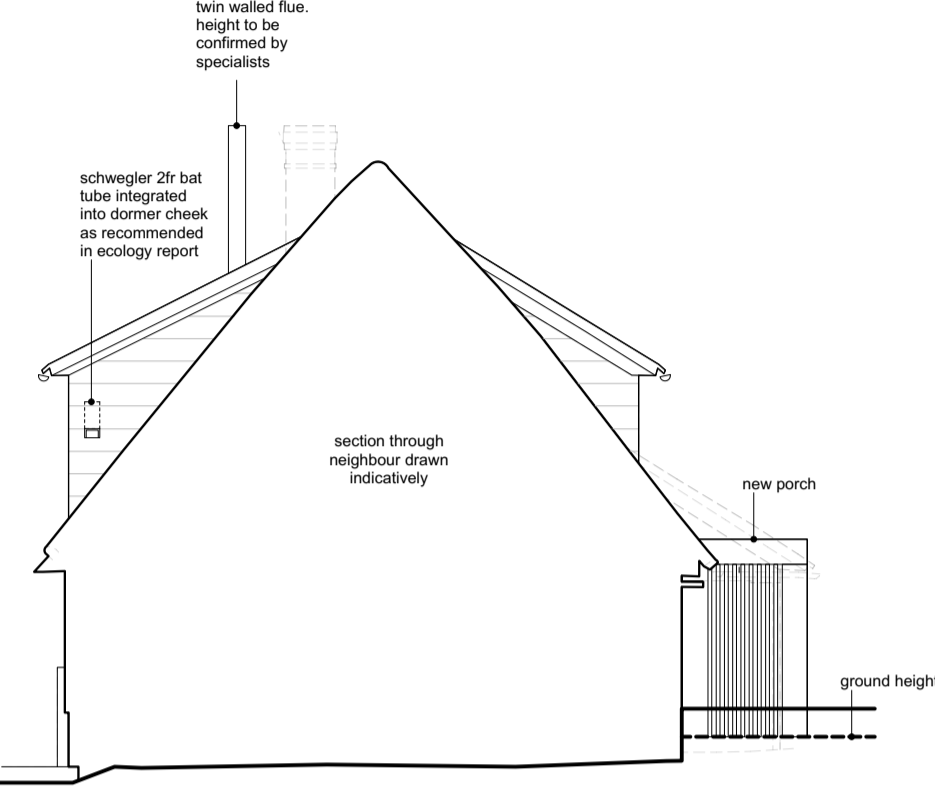 twin walled flue.
height to be
confirmed by
specialists
schwegler 2fr bat
tube integrated
into dormer cheek
as recommended
in ecology report
section through
neighbour drawn
indicatively
new porch
ground height